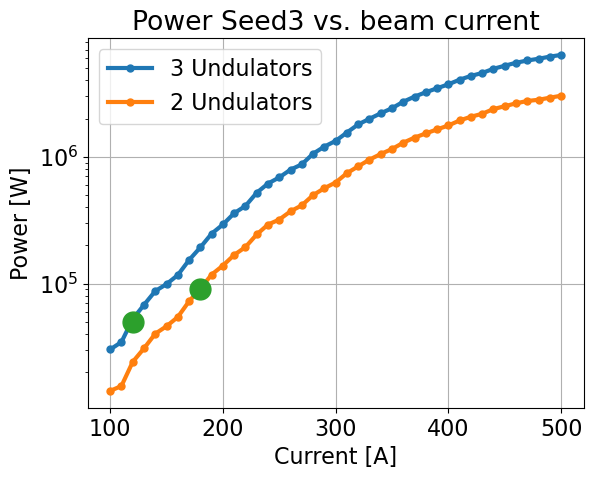 Power Seed3 vs. beam current
3 Undulators
2 Undulators
Power [W]
10^6
10^5
100 200 300 400 500
Current [A]